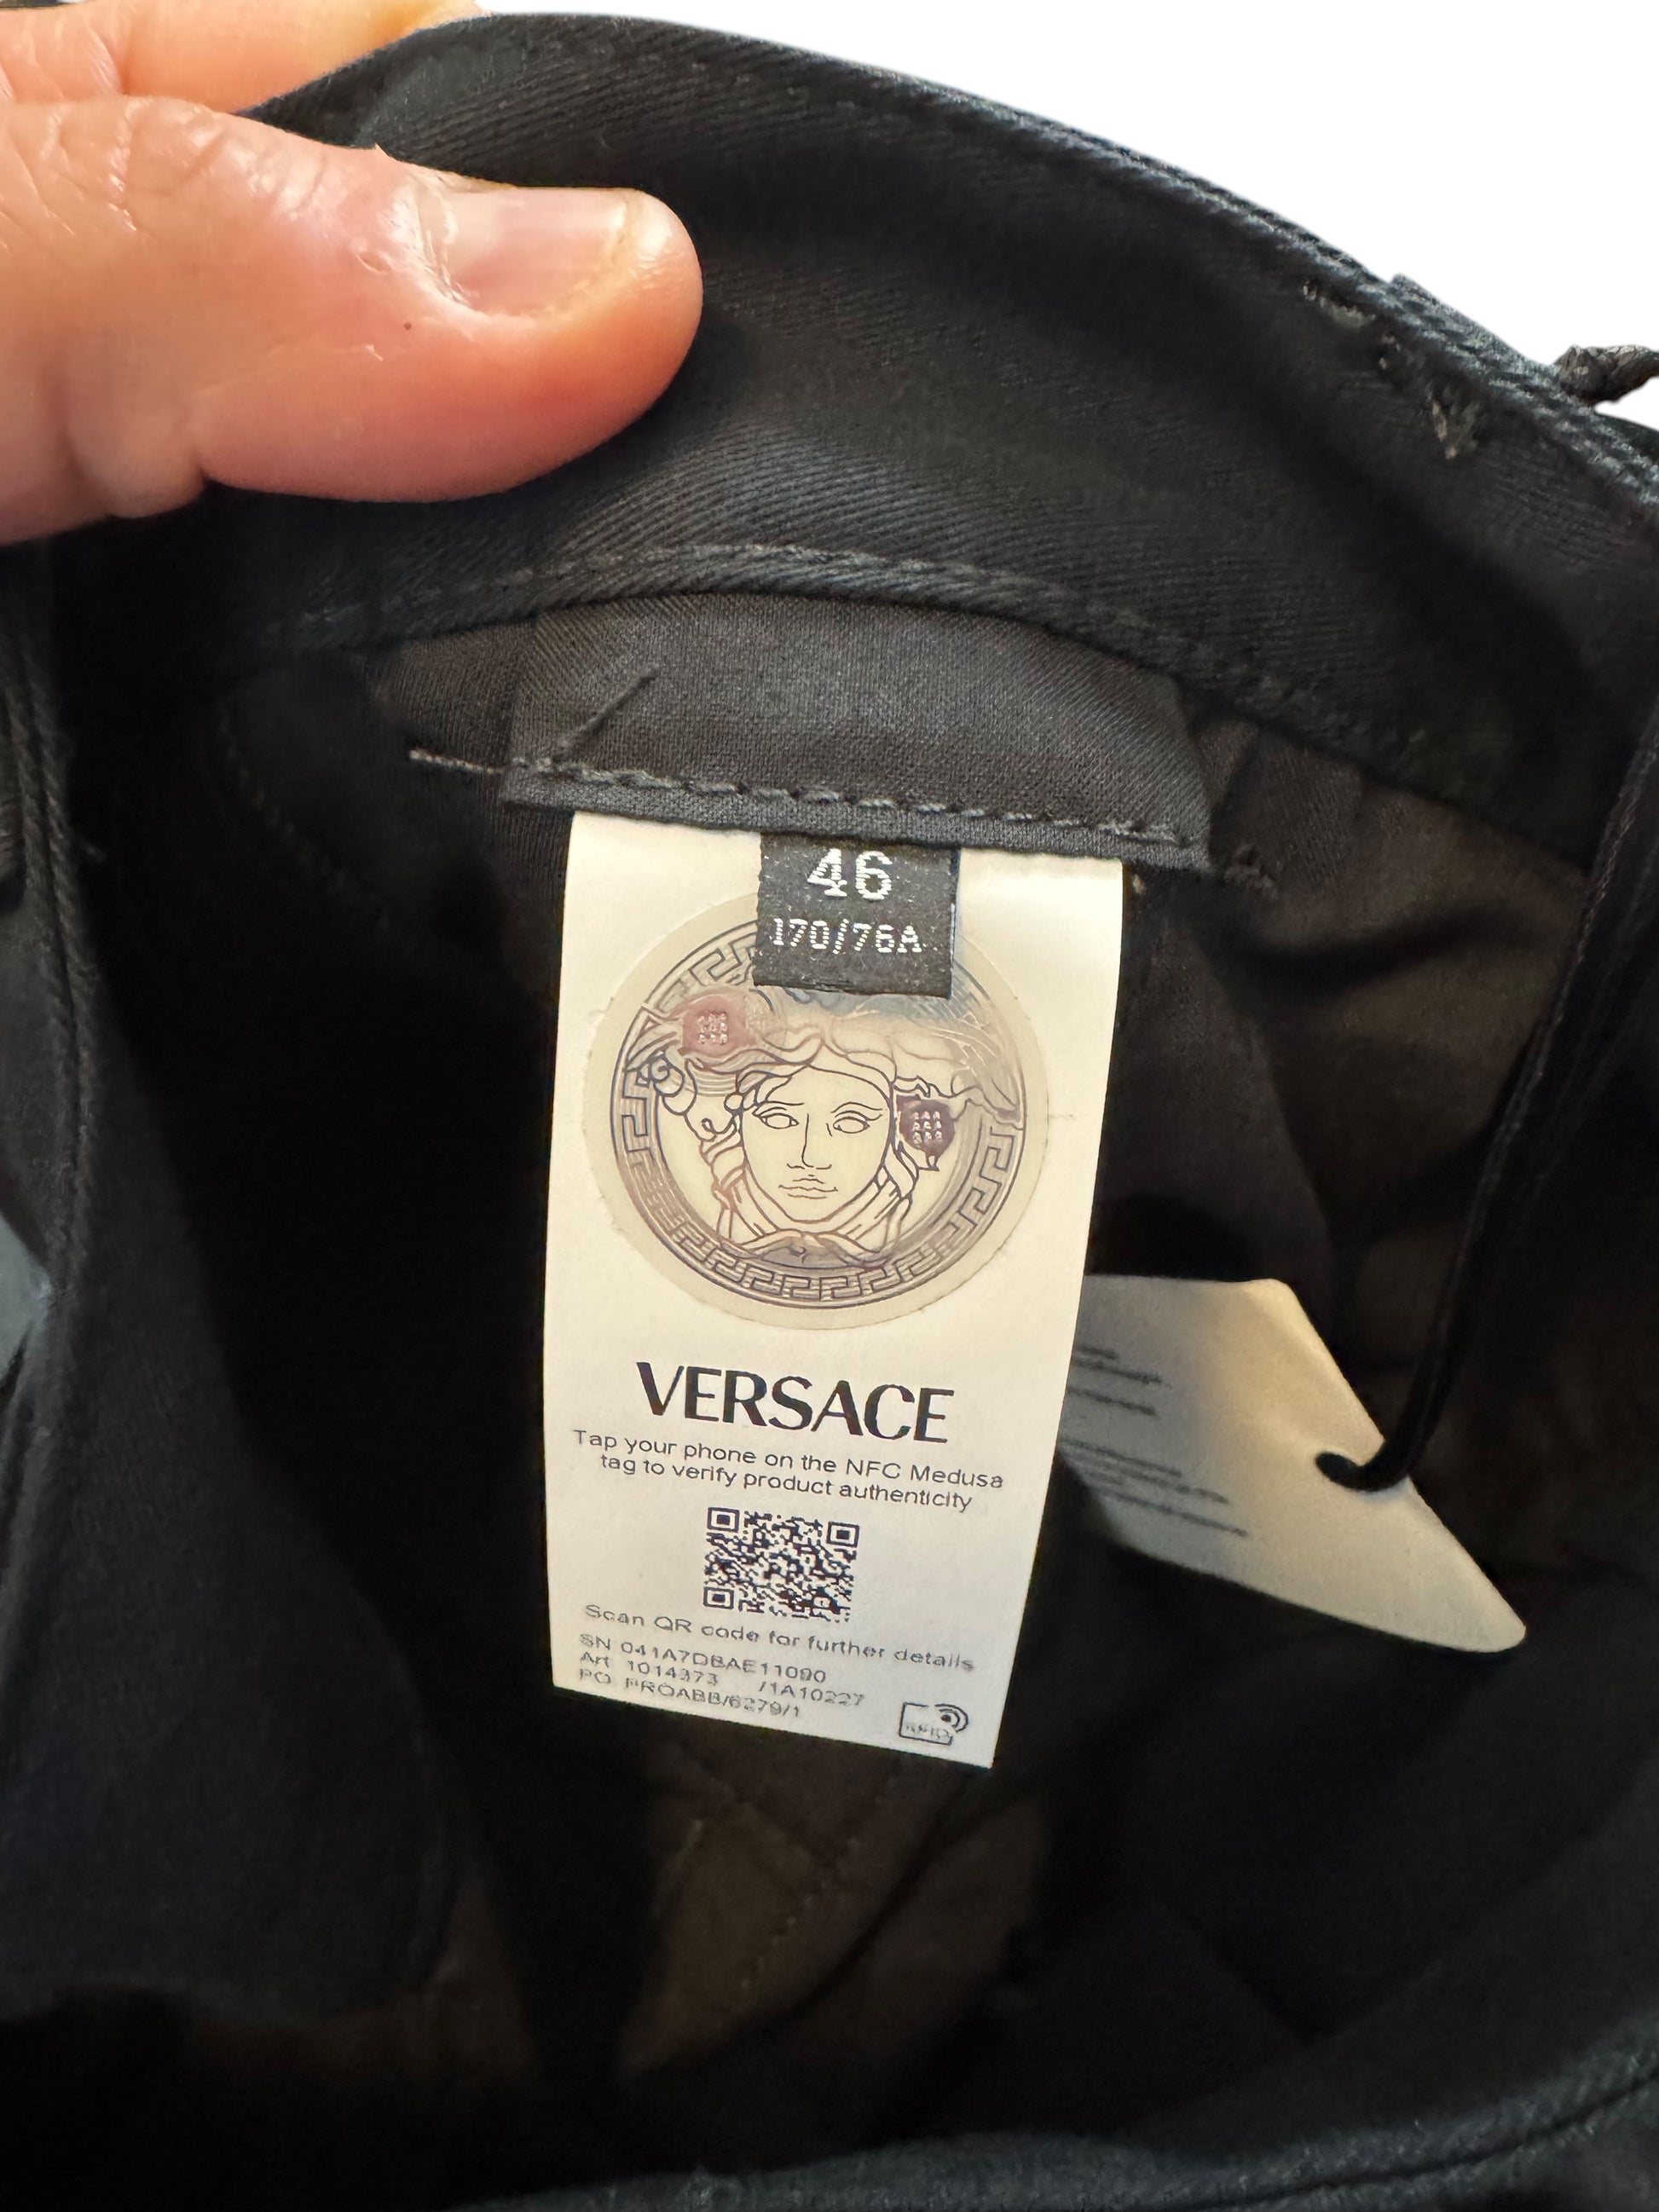 46
170/76A
VERSACE
Tap your phone on the NFC Medusa
tag to verify product authenticity
Scan QR code for further details
SN 041A7DBAE11090
Art 1014373 /1A10227
PO PROABB/6279/1